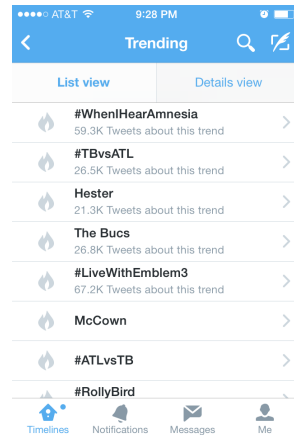 AT&T 9:28 PM
Trending
List view Details view
#WhenIHearAmnesia
59.3K Tweets about this trend
#TBvsATL
26.5K Tweets about this trend
Hester
21.3K Tweets about this trend
The Bucs
26.8K Tweets about this trend
#LiveWithEmblem3
67.2K Tweets about this trend
McCown
#ATLvsTB
#RollyBird
Timelines Notifications Messages Me